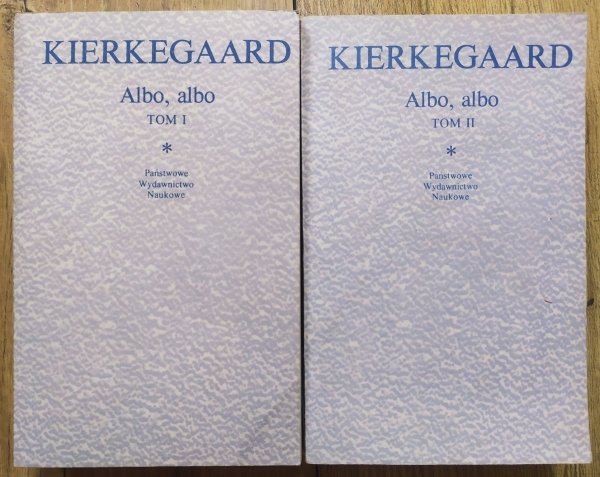 KIERKEGAARD
Albo, albo
TOM I
*
Państwowe
Wydawnictwo
Naukowe
KIERKEGAARD
Albo, albo
TOM II
*
Państwowe
Wydawnictwo
Naukowe